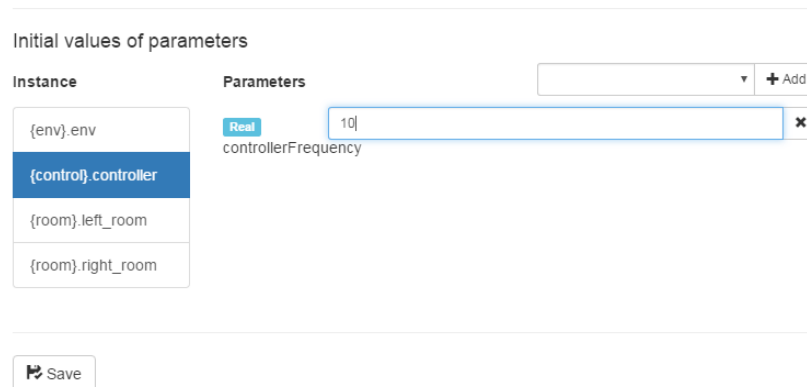 Initial values of parameters
Instance
Parameters
Add
{env}.env
Real
10
controllerFrequency
{control}.controller
{room}.left_room
{room}.right_room
Save